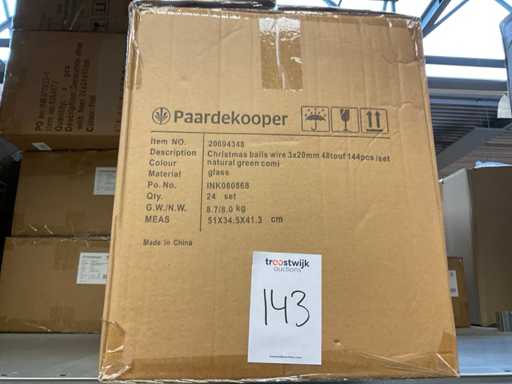 Paardekooper
Item NO. 20694348
Description Christmas balls wire 3x20mm 48touf 144pcs/set
Colour natural green comi
Material glass
Po.No. INK080868
Qty. 24 set
G.W./N.W. 8.7/8.0 kg
MEAS 51X34.5X41.3 cm
Made in China
troostwijk
auctions
143